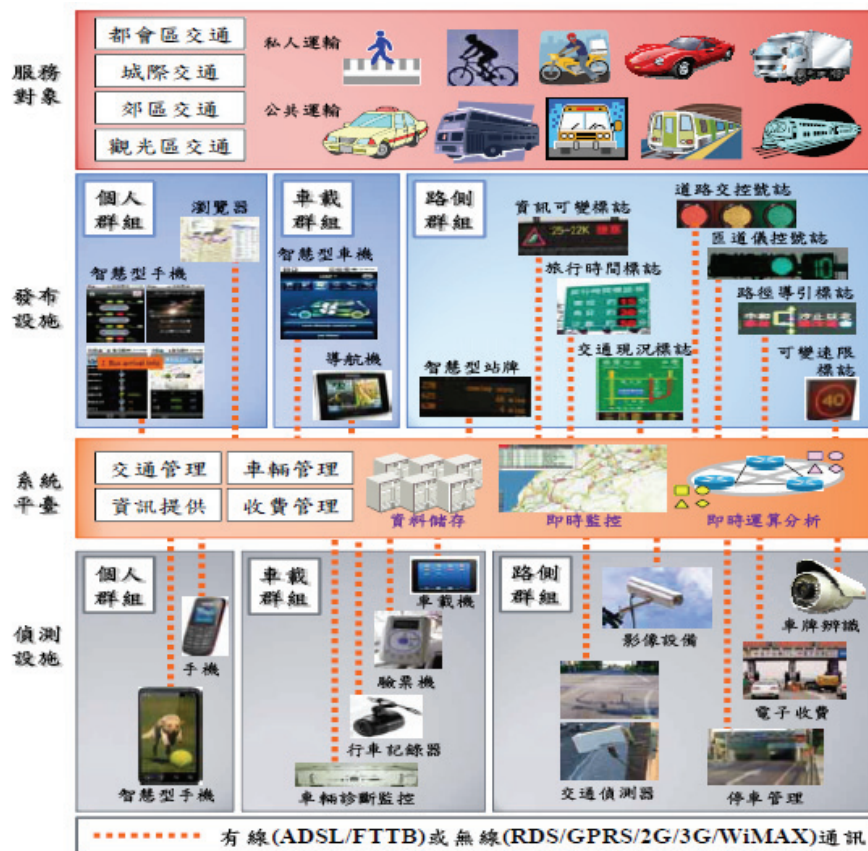 服務對象
都會區交通
城際交通
郊區交通
觀光區交通
私人運輸
公共運輸
發布設施
個人群組
瀏覽器
智慧型手機
車載群組
智慧型車機
導航機
路側群組
資訊可變標誌
25~22K
旅行時間標誌
智慧型站牌
交通現況標誌
道路交控號誌
匝道儀控號誌
路徑導引標誌
可變速限標誌
40
系統平臺
交通管理
車輛管理
資訊提供
收費管理
資料儲存
即時監控
即時運算分析
偵測設施
個人群組
手機
智慧型手機
車載群組
車載機
驗票機
行車記錄器
車輛診斷監控
路側群組
影像設備
交通偵測器
車牌辨識
電子收費
停車管理
有線(ADSL/FTTB)或無線(RDS/GPRS/2G/3G/WiMAX)通訊